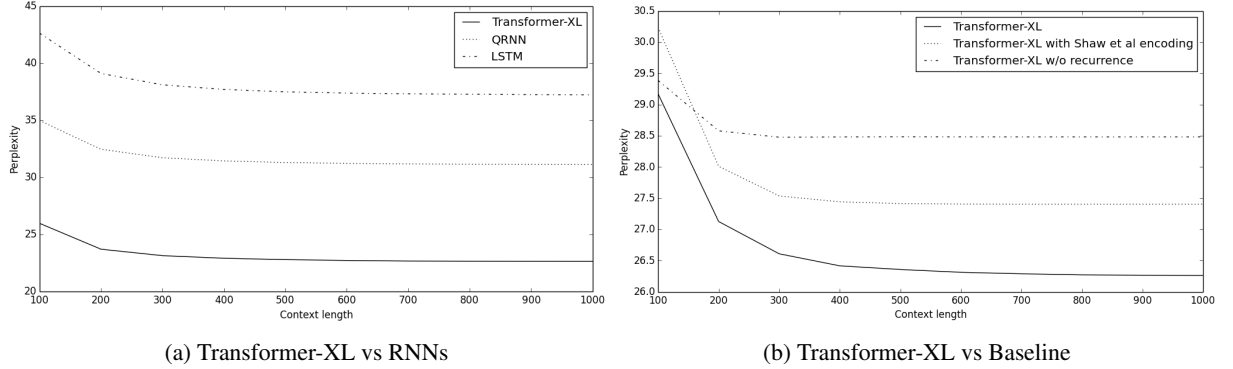 45
40
35
30
25
20
Perplexity
100 200 300 400 500 600 700 800 900 1000
Context length
Transformer-XL
QRNN
LSTM
(a) Transformer-XL vs RNNs
30.5
30.0
29.5
29.0
28.5
28.0
27.5
27.0
26.5
26.0
Perplexity
100 200 300 400 500 600 700 800 900 1000
Context length
Transformer-XL
Transformer-XL with Shaw et al encoding
Transformer-XL w/o recurrence
(b) Transformer-XL vs Baseline